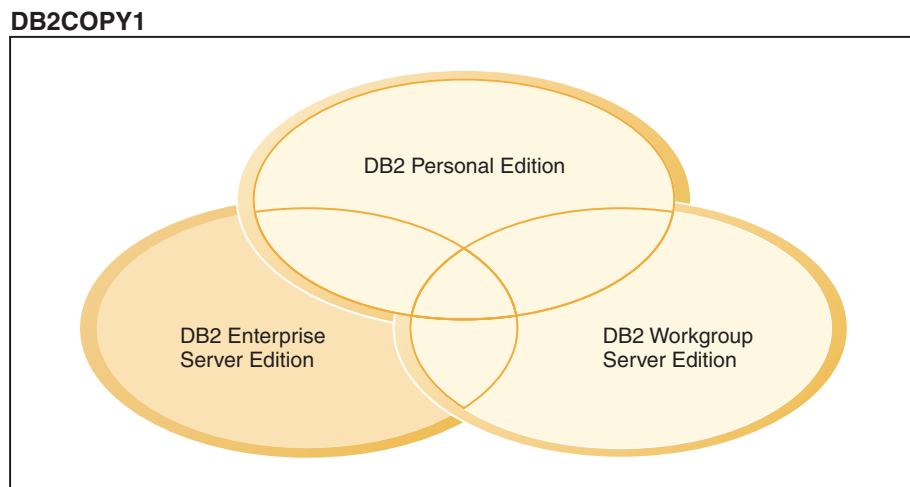 DB2COPY1
DB2 Personal Edition
DB2 Enterprise
Server Edition
DB2 Workgroup
Server Edition